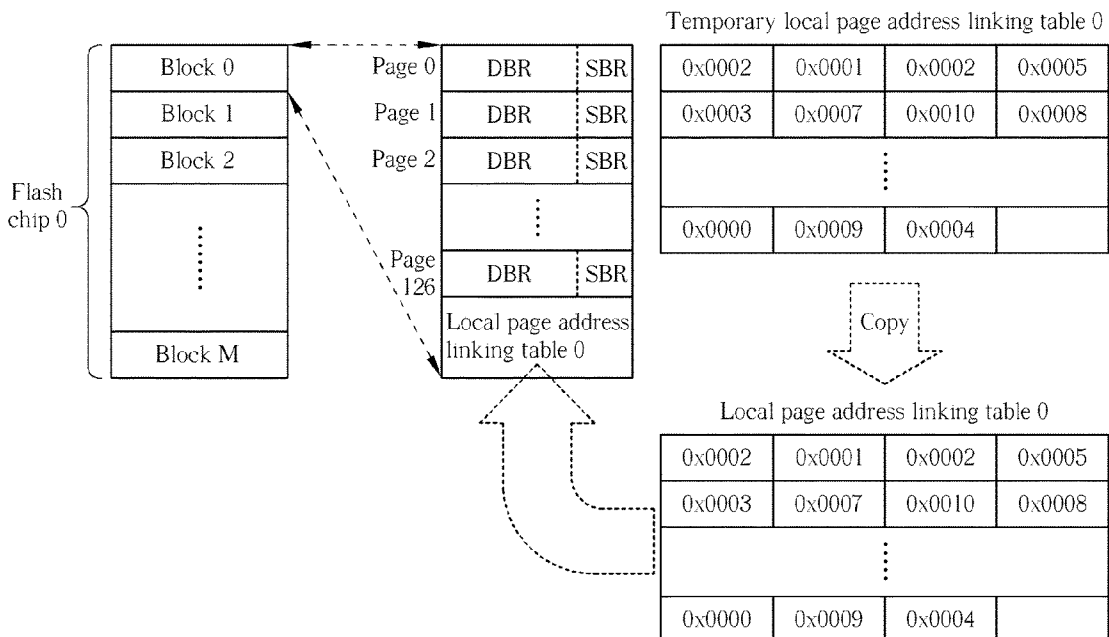 Temporary local page address linking table 0
Flash
chip 0
Block 0
Block 1
Block 2
Block M
Page 0
DBR
SBR
Page 1
DBR
SBR
Page 2
DBR
SBR
Page
126
DBR
SBR
Local page address
linking table 0
0x0002 0x0001 0x0002 0x0005
0x0003 0x0007 0x0010 0x0008
0x0000 0x0009 0x0004
Copy
Local page address linking table 0
0x0002 0x0001 0x0002 0x0005
0x0003 0x0007 0x0010 0x0008
0x0000 0x0009 0x0004